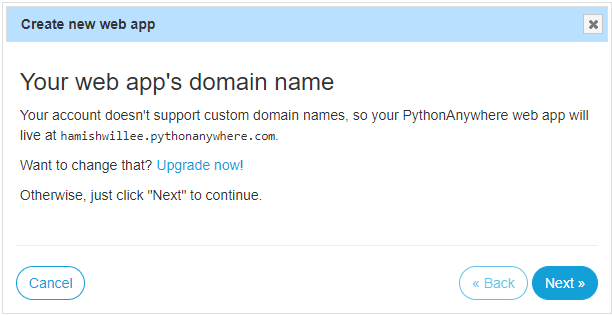 Create new web app
Your web app's domain name
Your account doesn't support custom domain names, so your PythonAnywhere web app will
live at hamishwillee.pythonanywhere.com.
Want to change that? Upgrade now!
Otherwise, just click "Next" to continue.
Cancel
« Back
Next »